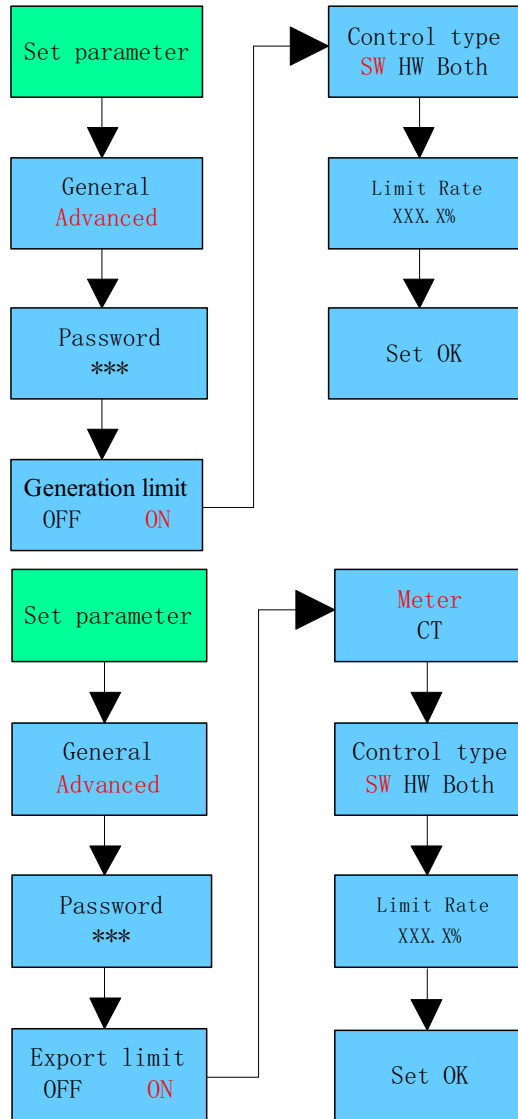 Set parameter
General
Advanced
Password
***
Generation limit
OFF ON
Control type
SW HW Both
Limit Rate
XXX.X%
Set OK
Set parameter
General
Advanced
Password
***
Export limit
OFF ON
Meter
CT
Control type
SW HW Both
Limit Rate
XXX.X%
Set OK